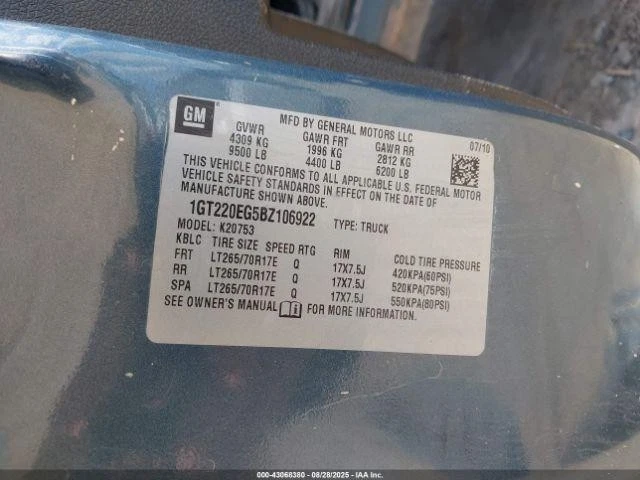 GM
MFD BY GENERAL MOTORS LLC
07/10
GVWR GAWR FRT GAWR RR
4309 KG 1996 KG 2812 KG
9500 LB 4400 LB 6200 LB
THIS VEHICLE CONFORMS TO ALL APPLICABLE U.S. FEDERAL MOTOR
VEHICLE SAFETY STANDARDS IN EFFECT ON THE DATE OF
MANUFACTURE SHOWN ABOVE.
1GT220EG5BZ106922 TYPE: TRUCK
MODEL: K20753
KBLC TIRE SIZE SPEED RTG RIM COLD TIRE PRESSURE
FRT LT265/70R17E Q 17X7.5J 420KPA(60PSI)
RR LT265/70R17E Q 17X7.5J 520KPA(75PSI)
SPA LT265/70R17E Q 17X7.5J 550KPA(80PSI)
SEE OWNER'S MANUAL FOR MORE INFORMATION.
000-43068380 - 08/28/2025 - IAAI.ca